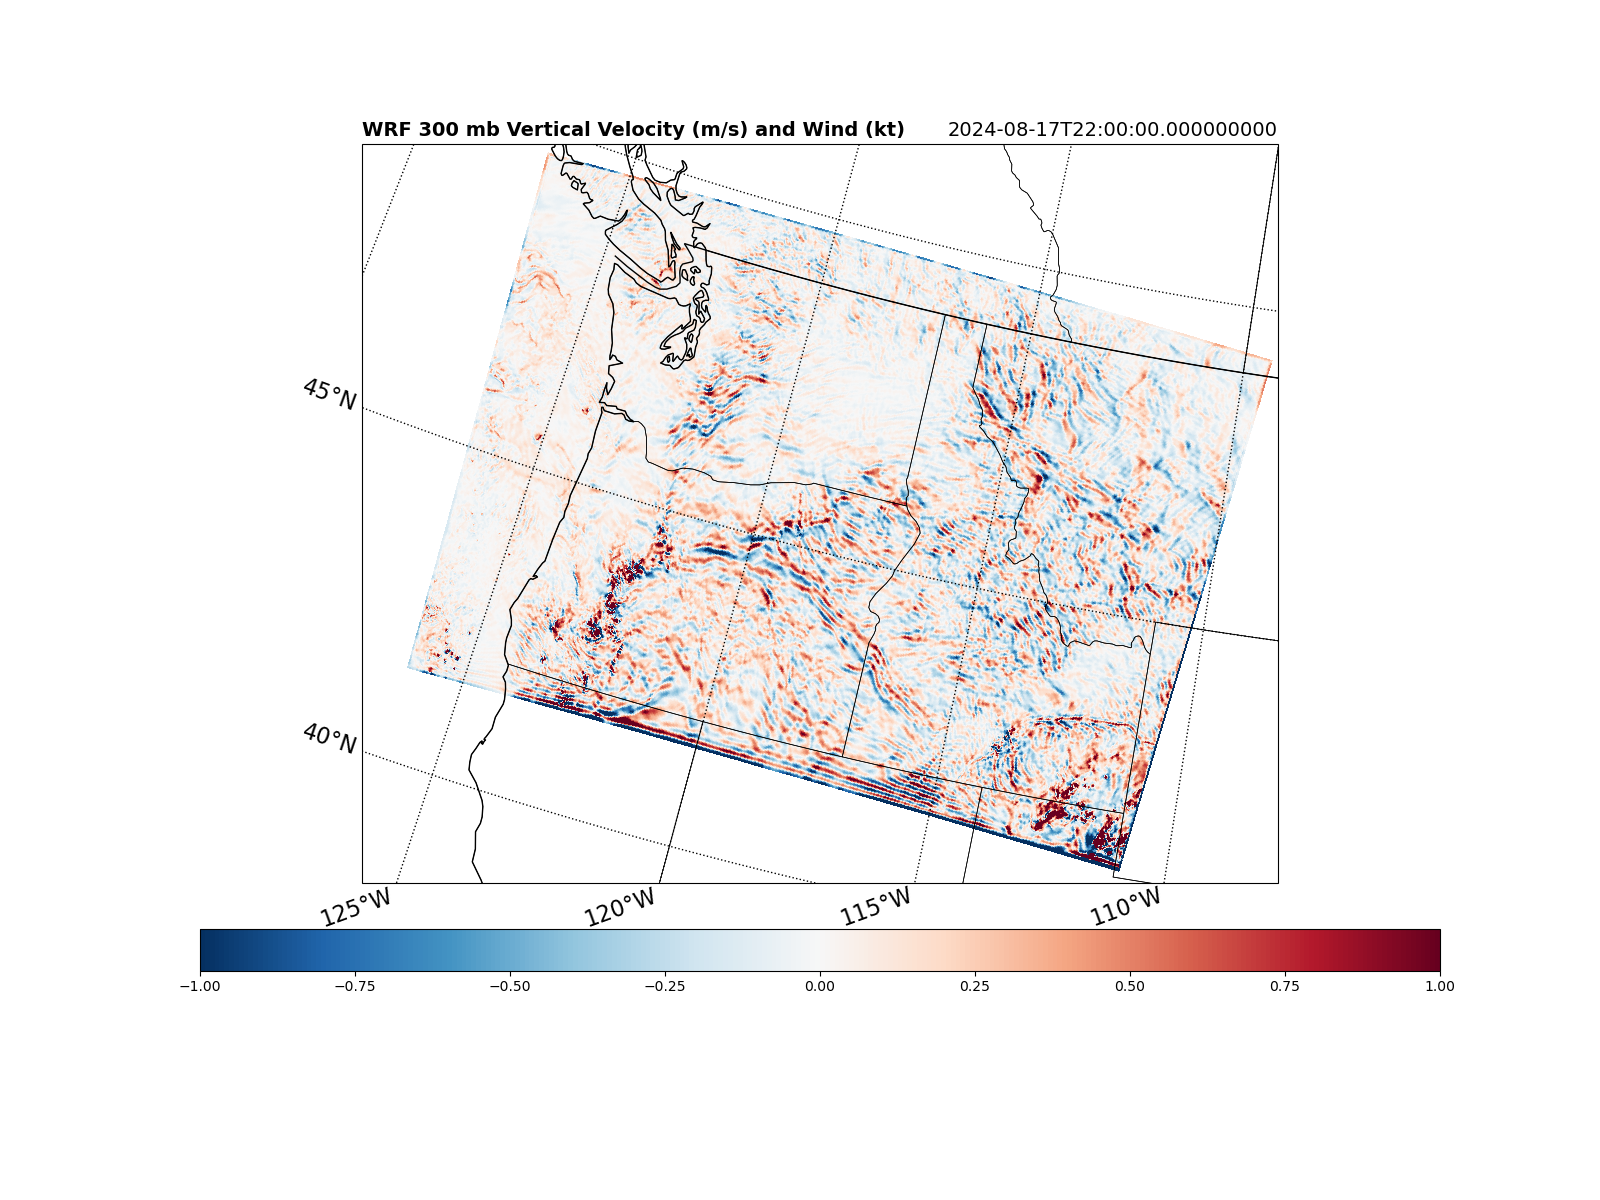 WRF 300 mb Vertical Velocity (m/s) and Wind (kt) 2024-08-17T22:00:00.000000000
45°N
40°N
125°W 120°W 115°W 110°W
−1.00 −0.75 −0.50 −0.25 0.00 0.25 0.50 0.75 1.00